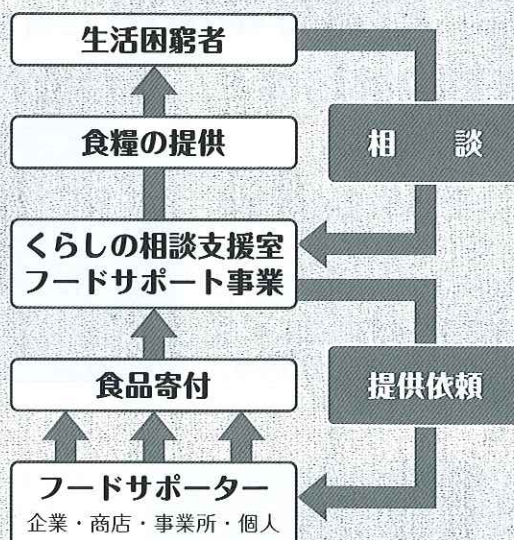 生活困窮者
食糧の提供
相　談
くらしの相談支援室
フードサポート事業
食品寄付
提供依頼
フードサポーター
企業・商店・事業所・個人